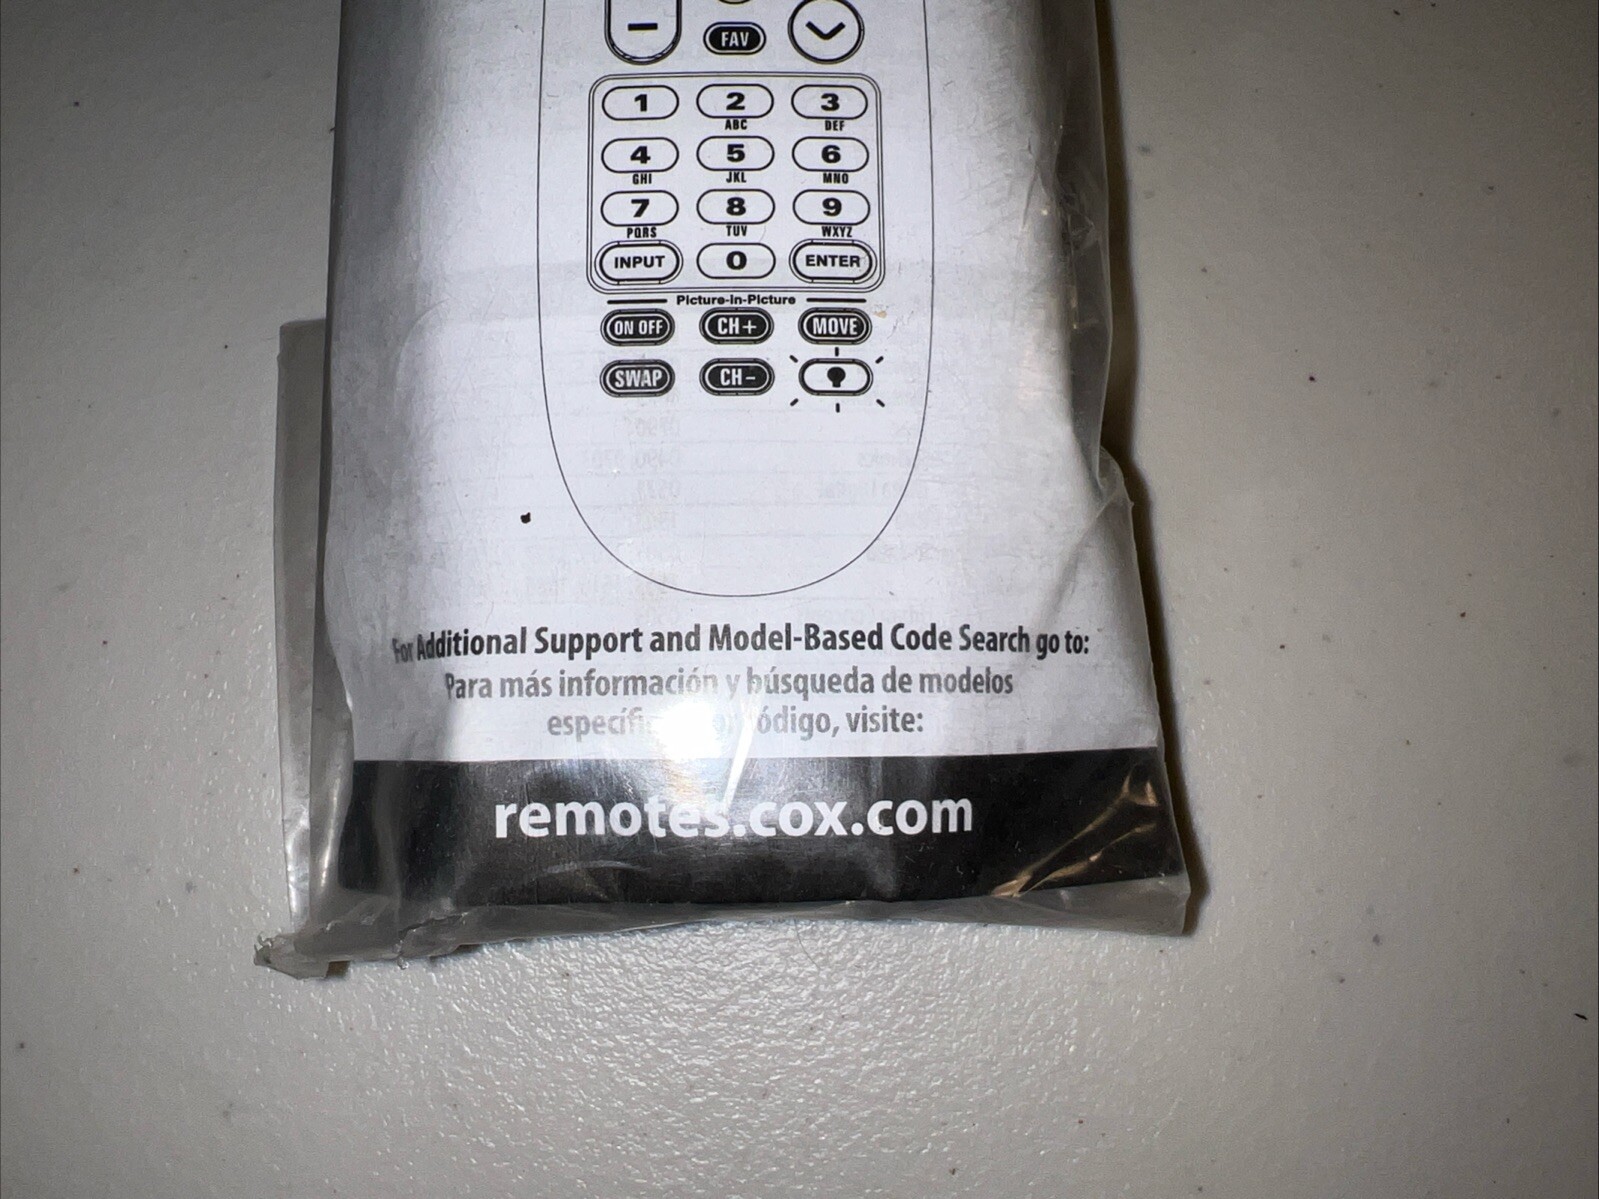 −
FAV
1 2 3
ABC DEF
4 5 6
GHI JKL MNO
7 8 9
PQRS TUV WXYZ
INPUT 0 ENTER
Picture-In-Picture
ON OFF CH+ MOVE
SWAP CH−
For Additional Support and Model-Based Code Search go to:
Para más información y búsqueda de modelos
código, visite:
remotes.cox.com